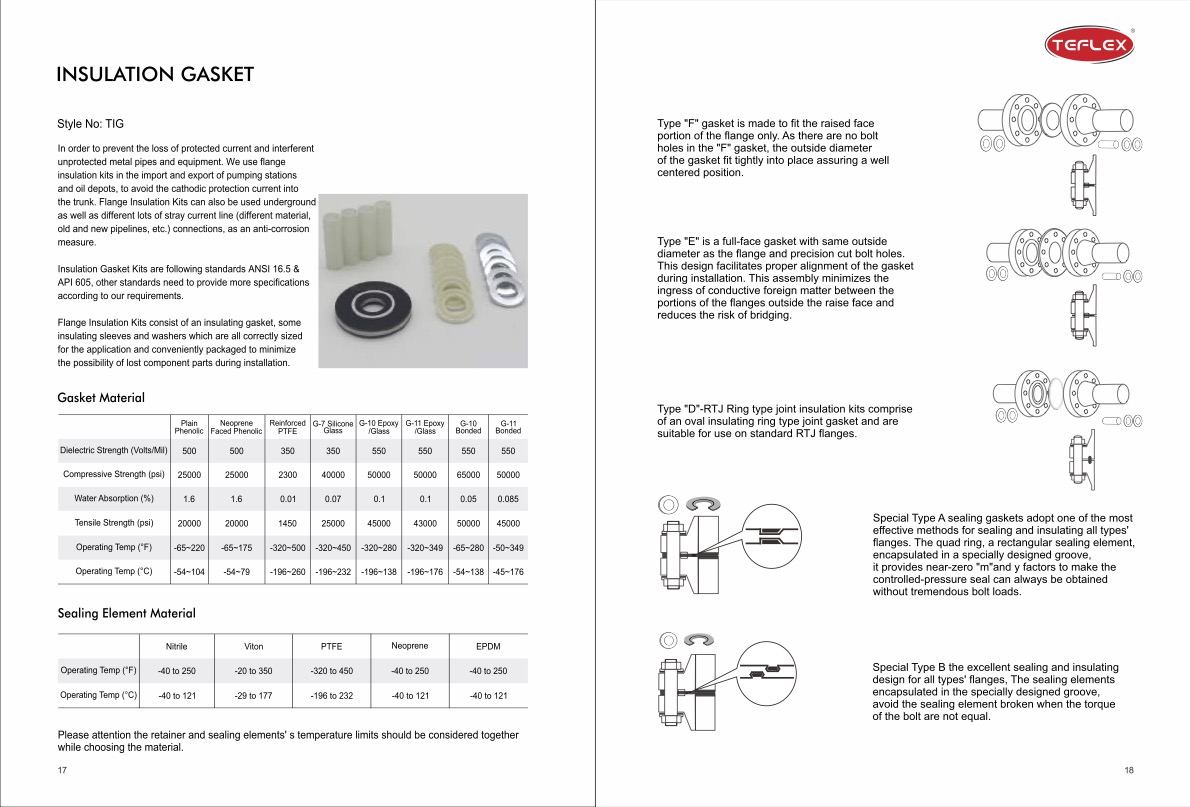 INSULATION GASKET
Style No: TIG
In order to prevent the loss of protected current and interferent
unprotected metal pipes and equipment. We use flange
insulation kits in the import and export of pumping stations
and oil depots, to avoid the cathodic protection current into
the trunk. Flange Insulation Kits can also be used underground
as well as different lots of stray current line (different material,
old and new pipelines, etc.) connections, as an anti-corrosion
measure.
Insulation Gasket Kits are following standards ANSI 16.5 &
API 605, other standards need to provide more specifications
according to our requirements.
Flange Insulation Kits consist of an insulating gasket, some
insulating sleeves and washers which are all correctly sized
for the application and conveniently packaged to minimize
the possibility of lost component parts during installation.
Gasket Material
Plain Phenolic Neoprene Faced Phenolic Reinforced PTFE G-7 Silicone Glass G-10 Epoxy /Glass G-11 Epoxy /Glass G-10 Bonded G-11 Bonded
Dielectric Strength (Volts/Mil) 500 500 350 350 550 550 550 550
Compressive Strength (psi) 25000 25000 2300 40000 50000 50000 65000 50000
Water Absorption (%) 1.6 1.6 0.01 0.07 0.1 0.1 0.05 0.085
Tensile Strength (psi) 20000 20000 1450 25000 45000 43000 50000 45000
Operating Temp (°F) -65~220 -65~175 -320~500 -320~450 -320~280 -320~349 -65~280 -50~349
Operating Temp (°C) -54~104 -54~79 -196~260 -196~232 -196~138 -196~176 -54~138 -45~176
Sealing Element Material
Nitrile Viton PTFE Neoprene EPDM
Operating Temp (°F) -40 to 250 -20 to 350 -320 to 450 -40 to 250 -40 to 250
Operating Temp (°C) -40 to 121 -29 to 177 -196 to 232 -40 to 121 -40 to 121
Please attention the retainer and sealing elements' s temperature limits should be considered together
while choosing the material.
17
TEFLEX ®
Type "F" gasket is made to fit the raised face
portion of the flange only. As there are no bolt
holes in the "F" gasket, the outside diameter
of the gasket fit tightly into place assuring a well
centered position.
Type "E" is a full-face gasket with same outside
diameter as the flange and precision cut bolt holes.
This design facilitates proper alignment of the gasket
during installation. This assembly minimizes the
ingress of conductive foreign matter between the
portions of the flanges outside the raise face and
reduces the risk of bridging.
Type "D"-RTJ Ring type joint insulation kits comprise
of an oval insulating ring type joint gasket and are
suitable for use on standard RTJ flanges.
Special Type A sealing gaskets adopt one of the most
effective methods for sealing and insulating all types'
flanges. The quad ring, a rectangular sealing element,
encapsulated in a specially designed groove,
it provides near-zero "m"and y factors to make the
controlled-pressure seal can always be obtained
without tremendous bolt loads.
Special Type B the excellent sealing and insulating
design for all types' flanges, The sealing elements
encapsulated in the specially designed groove,
avoid the sealing element broken when the torque
of the bolt are not equal.
18